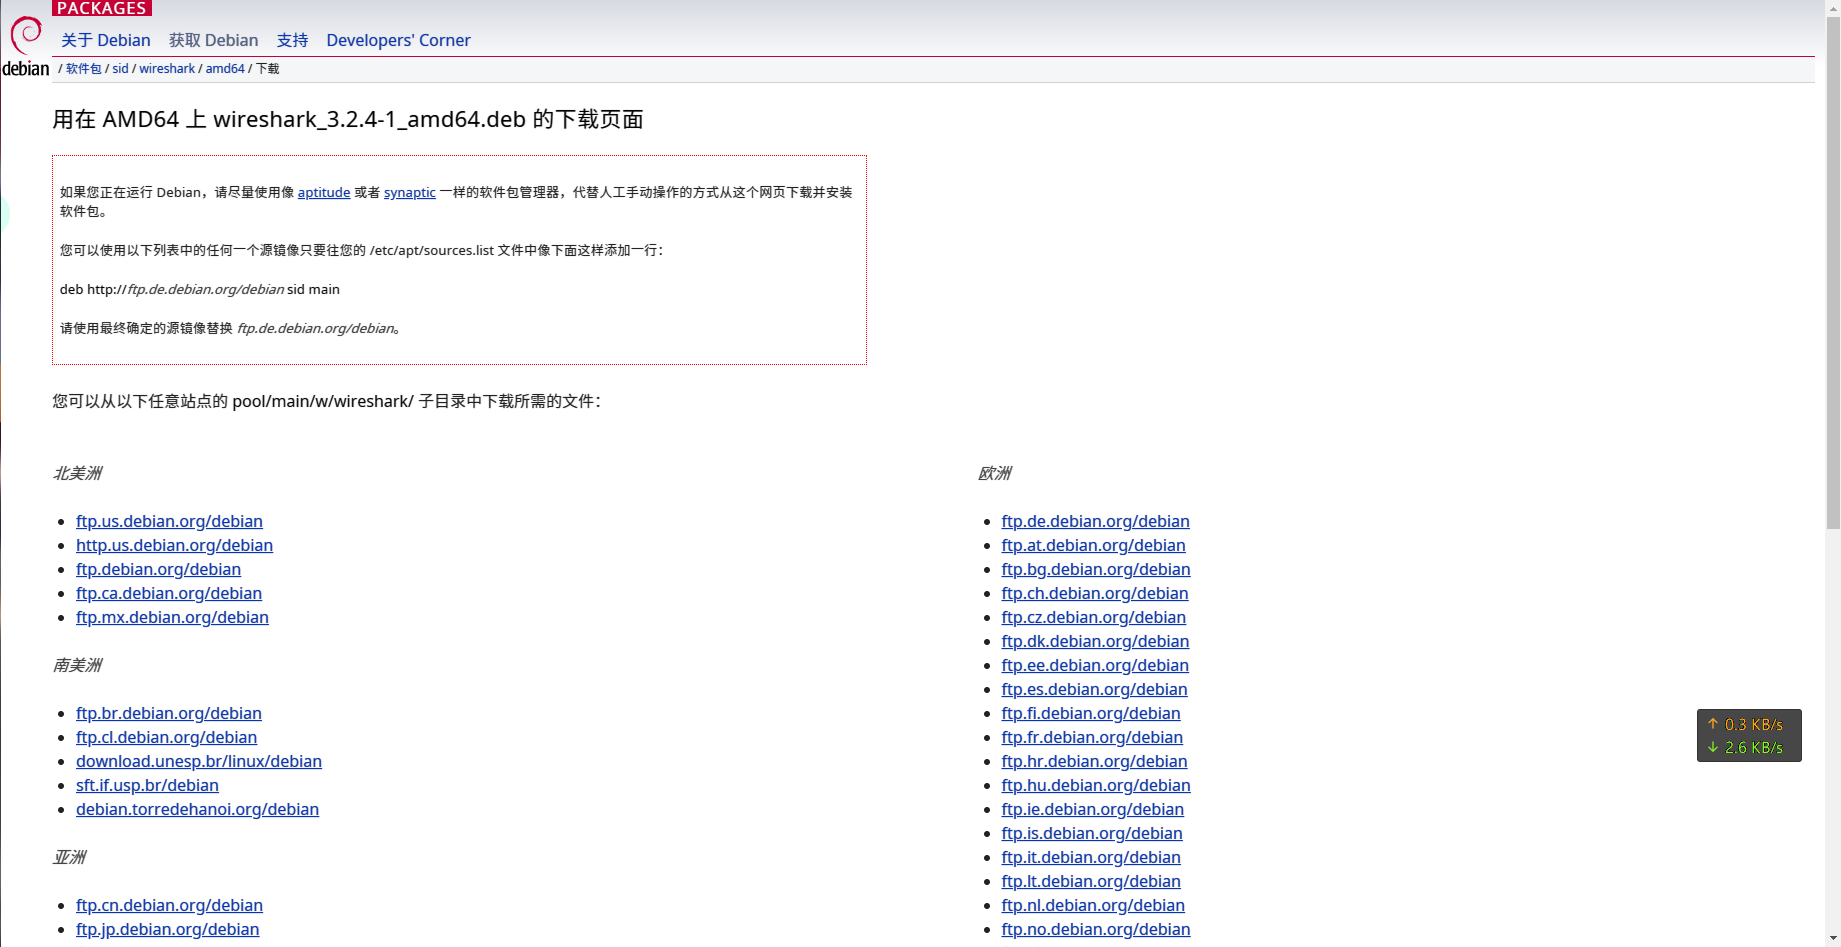 PACKAGES
关于 Debian 获取 Debian 支持 Developers' Corner
debian
/ 软件包 / sid / wireshark / amd64 / 下载
用在 AMD64 上 wireshark_3.2.4-1_amd64.deb 的下载页面
如果您正在运行 Debian，请尽量使用像 aptitude 或者 synaptic 一样的软件包管理器，代替人工手动操作的方式从这个网页下载并安装
软件包。
您可以使用以下列表中的任何一个源镜像只要往您的 /etc/apt/sources.list 文件中像下面这样添加一行：
deb http://ftp.de.debian.org/debian sid main
请使用最终确定的源镜像替换 ftp.de.debian.org/debian。
您可以从以下任意站点的 pool/main/w/wireshark/ 子目录中下载所需的文件：
北美洲
ftp.us.debian.org/debian
http.us.debian.org/debian
ftp.debian.org/debian
ftp.ca.debian.org/debian
ftp.mx.debian.org/debian
南美洲
ftp.br.debian.org/debian
ftp.cl.debian.org/debian
download.unesp.br/linux/debian
sft.if.usp.br/debian
debian.torredehanoi.org/debian
亚洲
ftp.cn.debian.org/debian
ftp.jp.debian.org/debian
欧洲
ftp.de.debian.org/debian
ftp.at.debian.org/debian
ftp.bg.debian.org/debian
ftp.ch.debian.org/debian
ftp.cz.debian.org/debian
ftp.dk.debian.org/debian
ftp.ee.debian.org/debian
ftp.es.debian.org/debian
ftp.fi.debian.org/debian
ftp.fr.debian.org/debian
ftp.hr.debian.org/debian
ftp.hu.debian.org/debian
ftp.ie.debian.org/debian
ftp.is.debian.org/debian
ftp.it.debian.org/debian
ftp.lt.debian.org/debian
ftp.nl.debian.org/debian
ftp.no.debian.org/debian
↑ 0.3 KB/s
↓ 2.6 KB/s